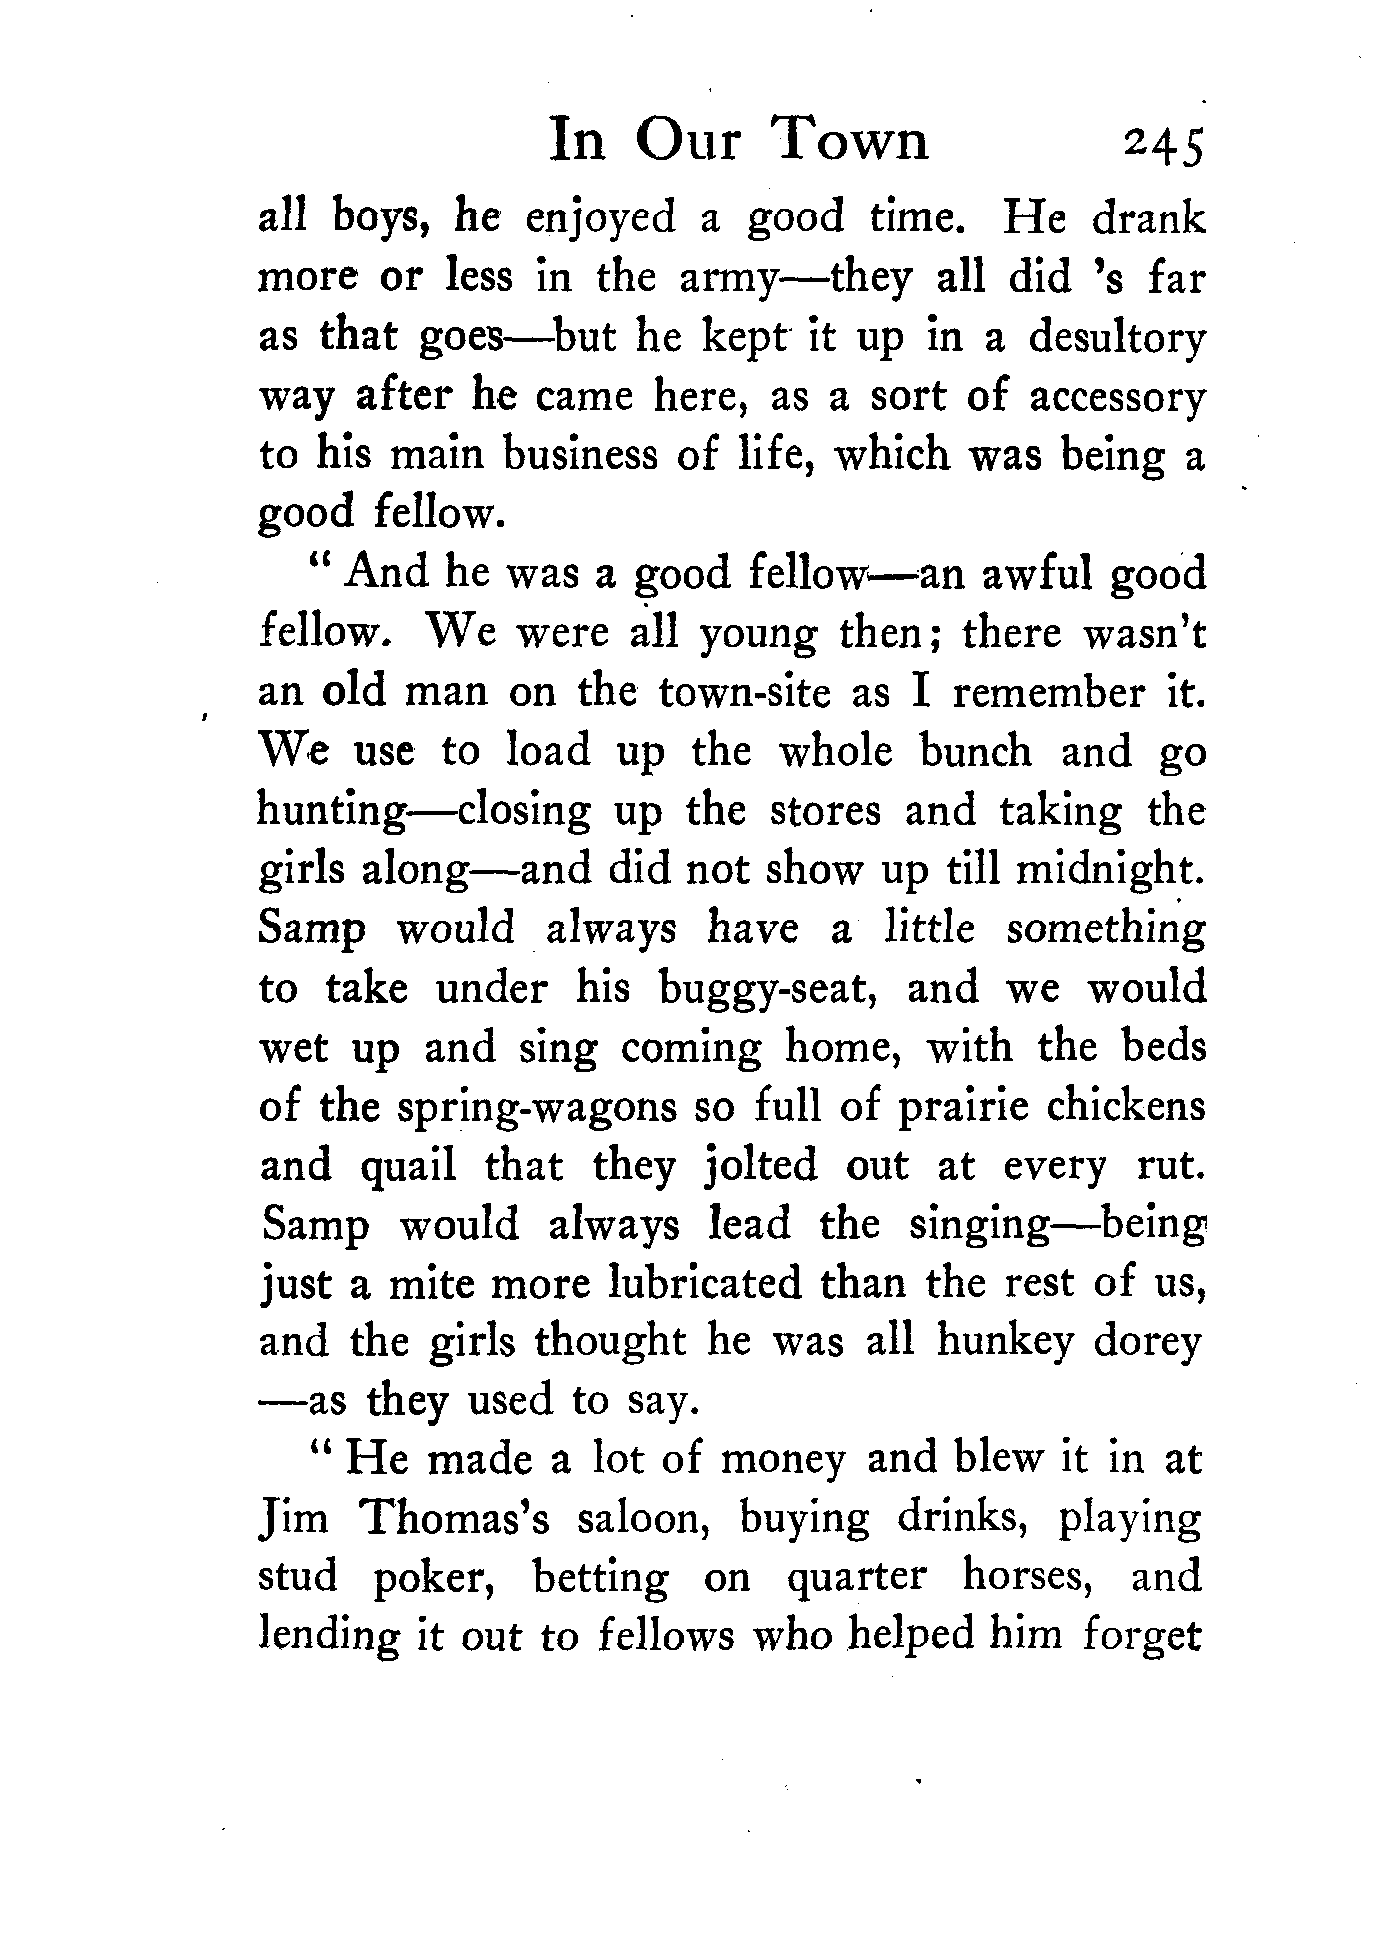 In Our Town 245
all boys, he enjoyed a good time. He drank
more or less in the army—they all did 's far
as that goes—but he kept it up in a desultory
way after he came here, as a sort of accessory
to his main business of life, which was being a
good fellow.
“ And he was a good fellow—an awful good
fellow. We were all young then; there wasn't
an old man on the town-site as I remember it.
We use to load up the whole bunch and go
hunting—closing up the stores and taking the
girls along—and did not show up till midnight.
Samp would always have a little something
to take under his buggy-seat, and we would
wet up and sing coming home, with the beds
of the spring-wagons so full of prairie chickens
and quail that they jolted out at every rut.
Samp would always lead the singing—being
just a mite more lubricated than the rest of us,
and the girls thought he was all hunkey dorey
—as they used to say.
“ He made a lot of money and blew it in at
Jim Thomas's saloon, buying drinks, playing
stud poker, betting on quarter horses, and
lending it out to fellows who helped him forget